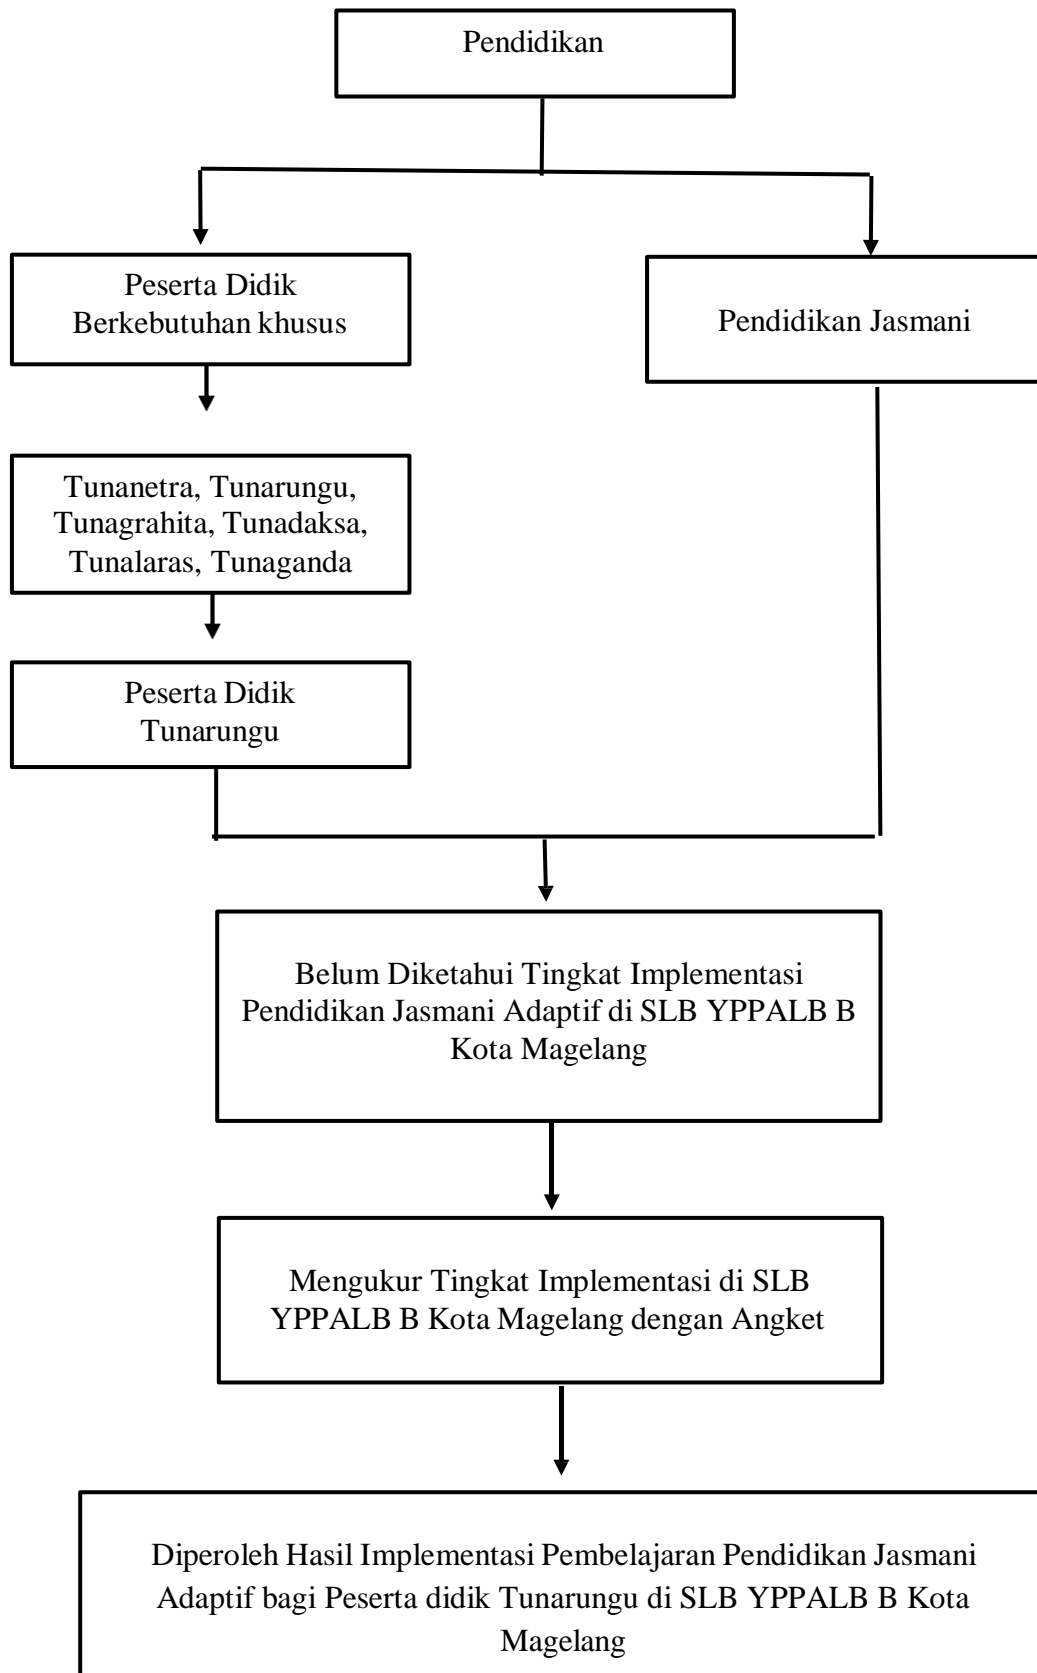 Pendidikan
Peserta Didik
Berkebutuhan khusus
Pendidikan Jasmani
Tunanetra, Tunarungu,
Tunagrahita, Tunadaksa,
Tunalaras, Tunaganda
Peserta Didik
Tunarungu
Belum Diketahui Tingkat Implementasi
Pendidikan Jasmani Adaptif di SLB YPPALB B
Kota Magelang
Mengukur Tingkat Implementasi di SLB
YPPALB B Kota Magelang dengan Angket
Diperoleh Hasil Implementasi Pembelajaran Pendidikan Jasmani
Adaptif bagi Peserta didik Tunarungu di SLB YPPALB B Kota
Magelang